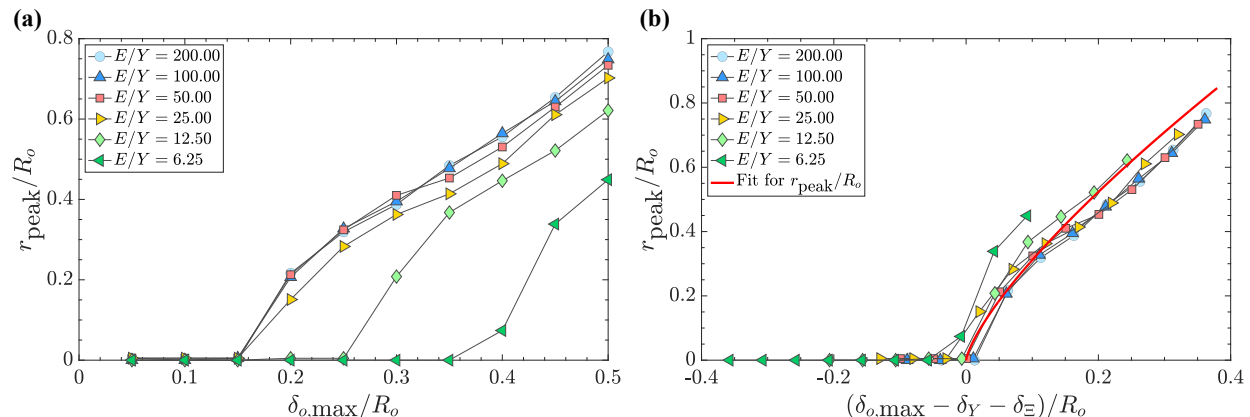 (a)
r_peak/R_o
0.8
0.6
0.4
0.2
0
E/Y = 200.00
E/Y = 100.00
E/Y = 50.00
E/Y = 25.00
E/Y = 12.50
E/Y = 6.25
0 0.1 0.2 0.3 0.4 0.5
δ_o,max/R_o
(b)
r_peak/R_o
1
0.8
0.6
0.4
0.2
0
E/Y = 200.00
E/Y = 100.00
E/Y = 50.00
E/Y = 25.00
E/Y = 12.50
E/Y = 6.25
Fit for r_peak/R_o
-0.4 -0.2 0 0.2 0.4
(δ_o,max − δ_Y − δ_Ξ)/R_o